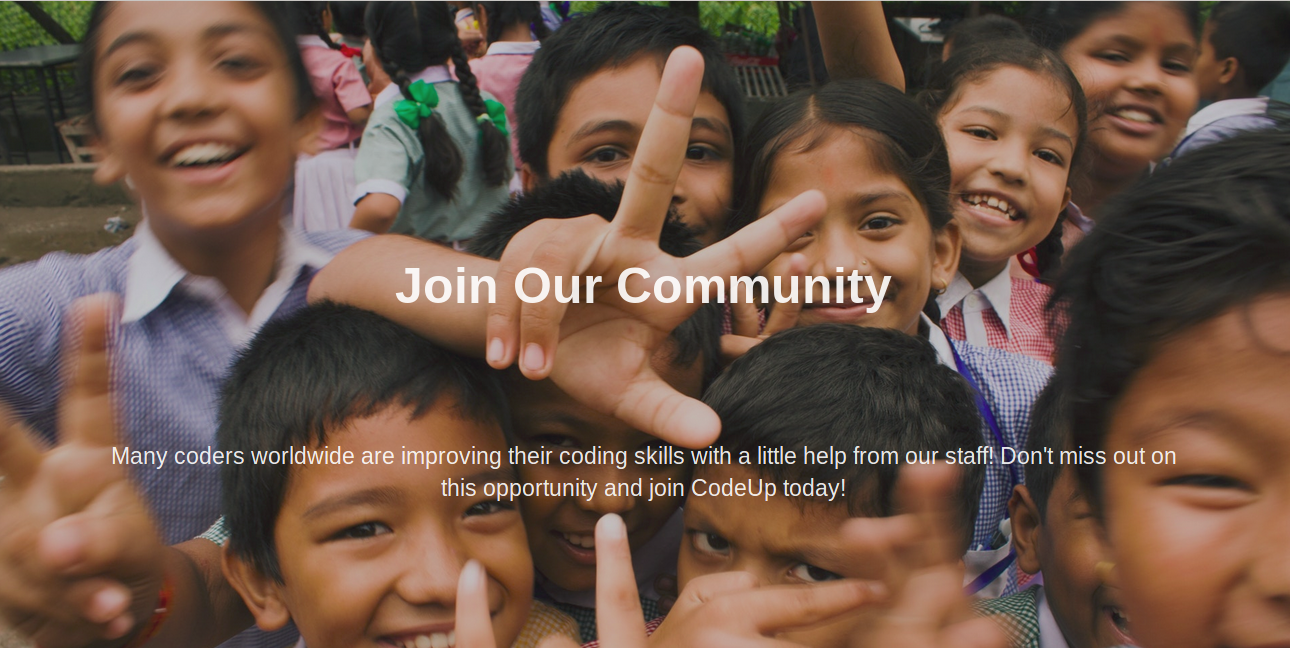 Join Our Community
Many coders worldwide are improving their coding skills with a little help from our staff! Don't miss out on
this opportunity and join CodeUp today!